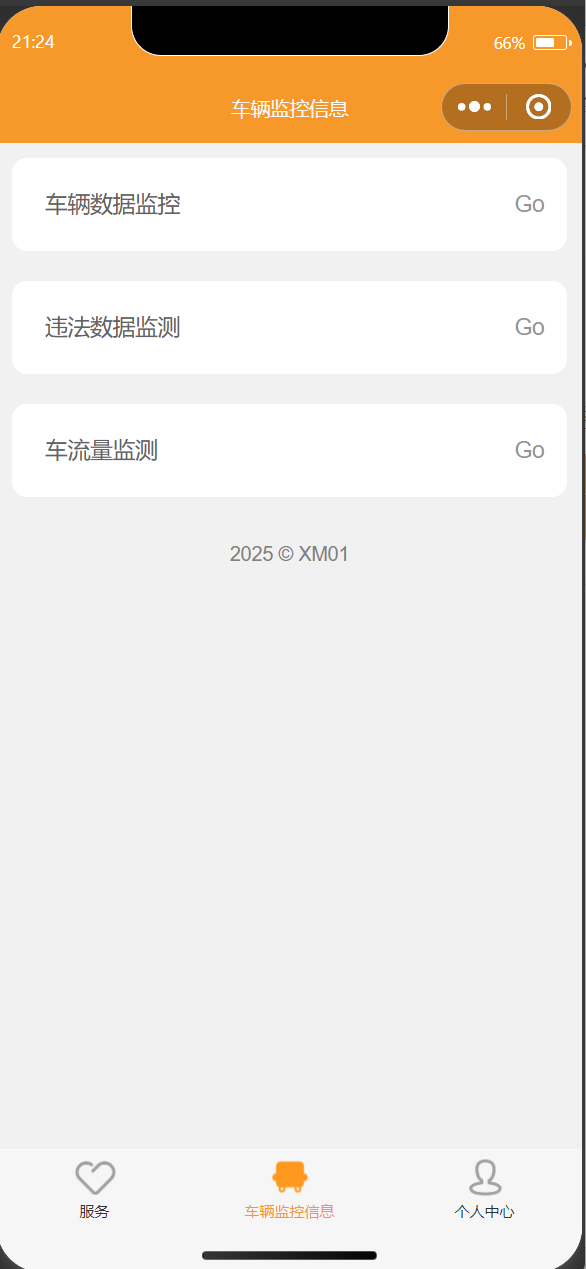 21:24
66%
车辆监控信息
车辆数据监控 Go
违法数据监测 Go
车流量监测 Go
2025 © XM01
服务 车辆监控信息 个人中心